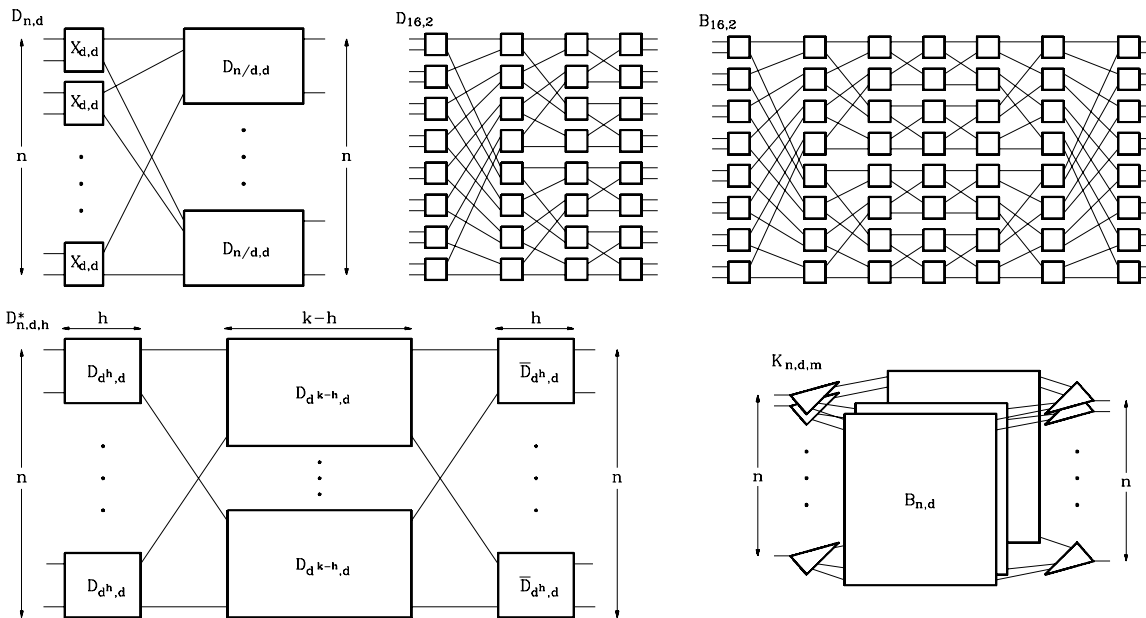 D_{n,d}
X_{d,d}
X_{d,d}
X_{d,d}
D_{n/d,d}
D_{n/d,d}
n
n
D_{16,2}
B_{16,2}
D*_{n,d,h}
h
k-h
h
D_{d^h,d}
D_{d^{k-h},d}
D̅_{d^h,d}
n
n
D_{d^h,d}
D_{d^{k-h},d}
D̅_{d^h,d}
K_{n,d,m}
n
B_{n,d}
n